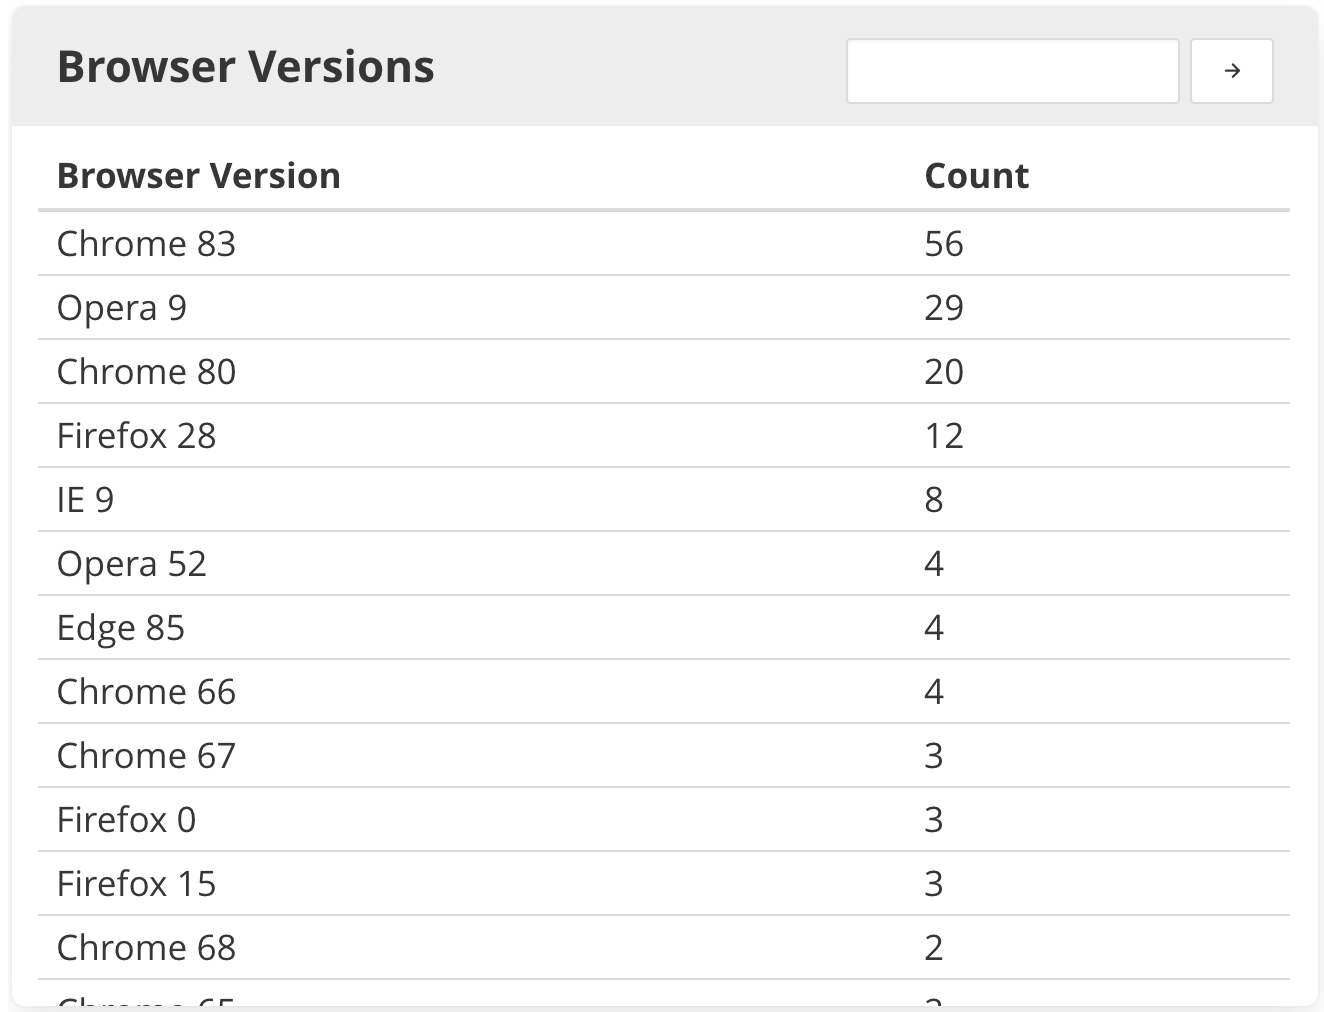 Browser Versions
→
Browser Version Count
Chrome 83 56
Opera 9 29
Chrome 80 20
Firefox 28 12
IE 9 8
Opera 52 4
Edge 85 4
Chrome 66 4
Chrome 67 3
Firefox 0 3
Firefox 15 3
Chrome 68 2